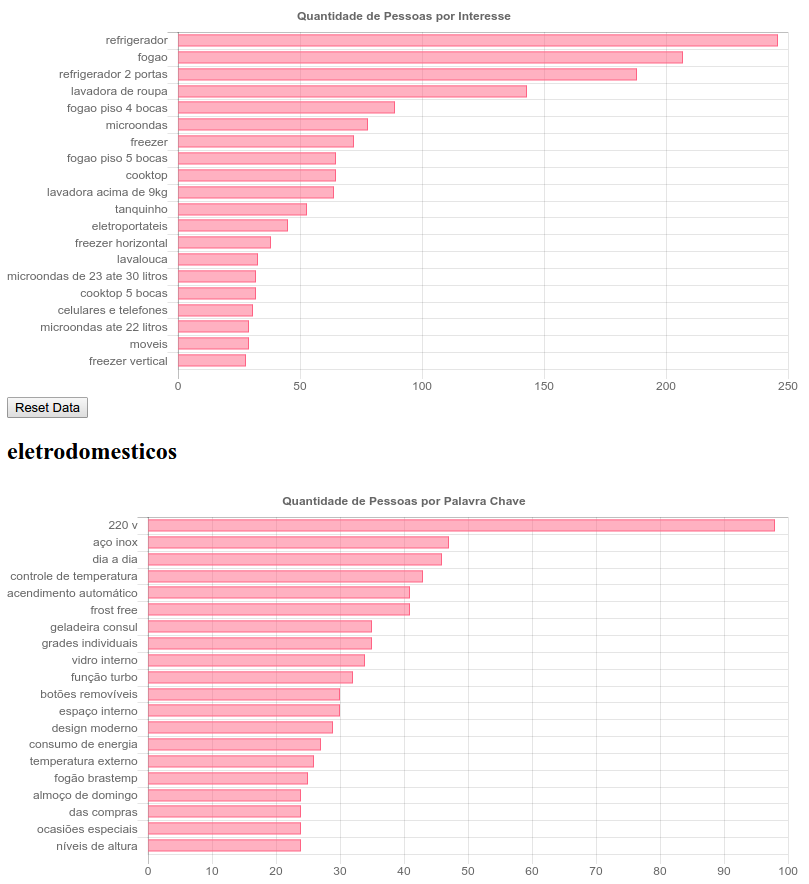 Quantidade de Pessoas por Interesse
refrigerador
fogao
refrigerador 2 portas
lavadora de roupa
fogao piso 4 bocas
microondas
freezer
fogao piso 5 bocas
cooktop
lavadora acima de 9kg
tanquinho
eletroportateis
freezer horizontal
lavalouca
microondas de 23 ate 30 litros
cooktop 5 bocas
celulares e telefones
microondas ate 22 litros
moveis
freezer vertical
0 50 100 150 200 250
Reset Data
eletrodomesticos
Quantidade de Pessoas por Palavra Chave
220 v
aço inox
dia a dia
controle de temperatura
acendimento automático
frost free
geladeira consul
grades individuais
vidro interno
função turbo
botões removíveis
espaço interno
design moderno
consumo de energia
temperatura externo
fogão brastemp
almoço de domingo
das compras
ocasiões especiais
níveis de altura
0 10 20 30 40 50 60 70 80 90 100